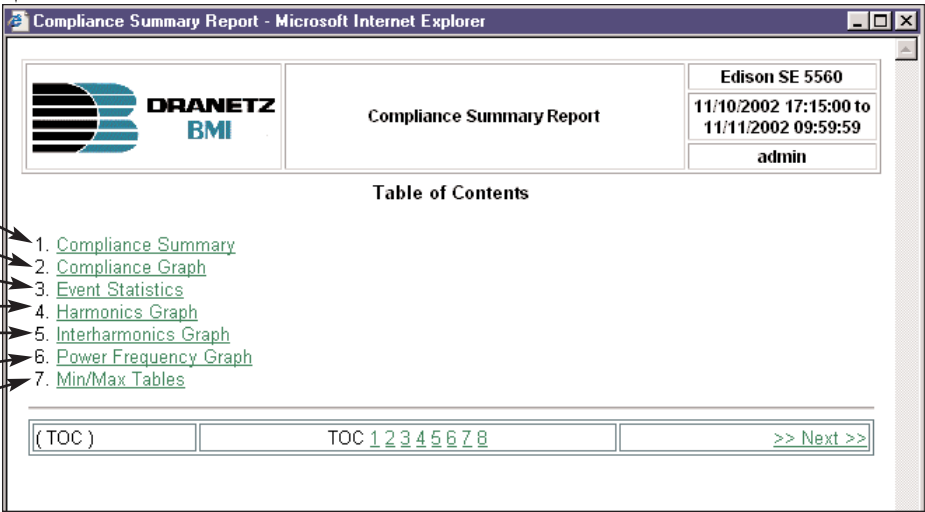 Compliance Summary Report - Microsoft Internet Explorer
DRANETZ
BMI
Compliance Summary Report
Edison SE 5560
11/10/2002 17:15:00 to
11/11/2002 09:59:59
admin
Table of Contents
1. Compliance Summary
2. Compliance Graph
3. Event Statistics
4. Harmonics Graph
5. Interharmonics Graph
6. Power Frequency Graph
7. Min/Max Tables
( TOC )
TOC 1 2 3 4 5 6 7 8
>> Next >>